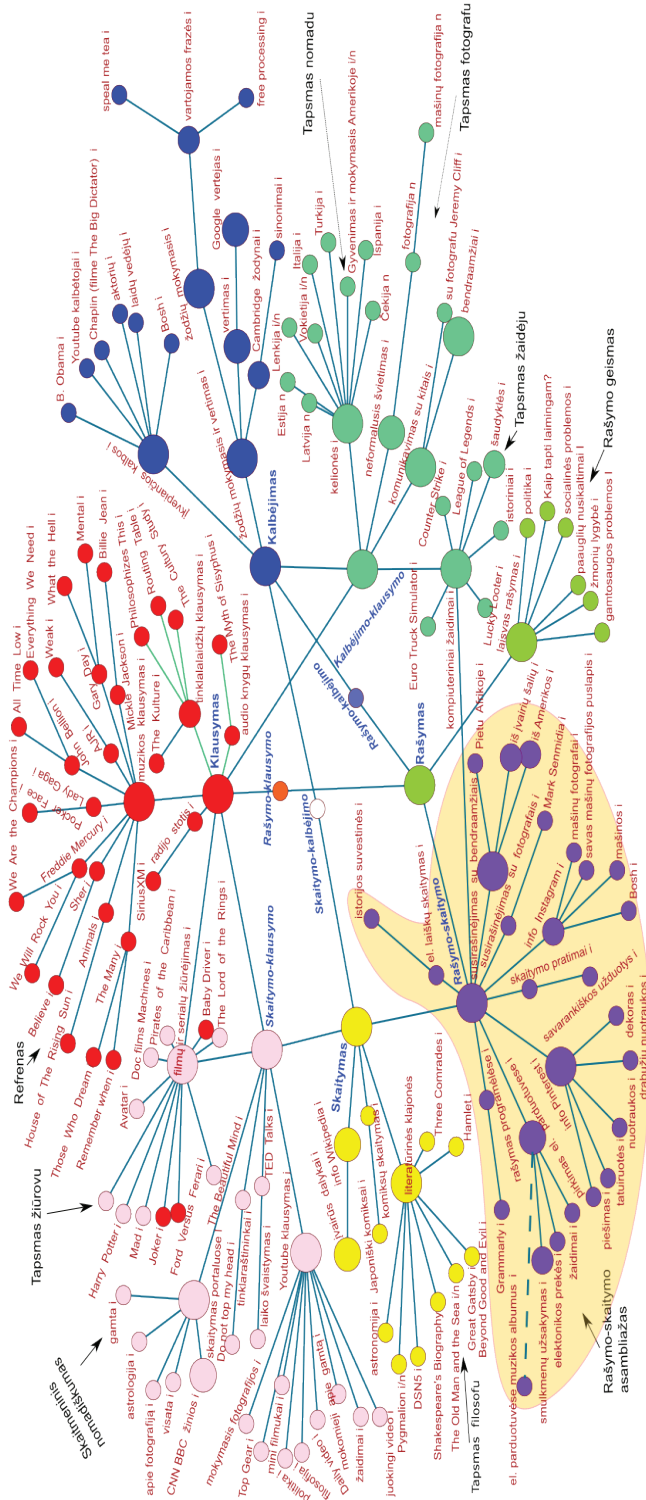 speal me tea i
vartojamos frazės i
free processing i
B. Obama i
Youtube kalbėtojai i
Chaplin (filme The Big Dictator) i
aktorių i
laidų vedėjų i
Bosh i
žodžių mokymasis i
Įkvepiančios kalbos i
Google vertėjas i
vertimas i
Cambridge žodynai i
sinonimai i
žodžių mokymasis ir vertimas i
Kalbėjimas
Tapsmas nomadu
Estija n
Latvija n
Lenkija i/n
Vokietija i/n
Italija i
Turkija i
Gyvenimas ir mokymasis Amerikoje i/n
Ispanija i
Čekija n
kelionės i
neformalusis švietimas i
fotografija n
mašinų fotografija n
Tapsmas fotografu
komunikavimas su kitais i
su fotografu Jeremy Cliff i
bendraamžiai i
Euro Truck Simulator i
Counter Strike i
League of Legends i
šaudyklės i
Tapsmas žaidėju
istoriniai i
Lucky Looter i
kompiuteriniai žaidimai i
laisvas rašymas i
politika i
Kaip tapti laimingam?
socialinės problemos i
Rašymo geismas
paauglių nusikaltimai I
žmonių lygybė i
gamtosaugos problemos I
We Are the Champions i
All Time Low i
Everything We Need i
Pocker Face i
Lady Gaga i
John Bellion i
AJR i
Weak i
What the Hell i
Gary Day i
Mentai i
Billie Jean i
Mickle Jackson i
muzikos klausymas i
Philosophizes This i
The Kulture i
Routing Table i
The Cultury Study i
tinklalalaidžių klausymas i
The Myth of Sisyphus i
audio knygų klausymas i
Klausymas
radijo stotis i
SiriusXM i
We Will Rock You i
Freddie Mercury i
Believe i
Sher i
Refrenas
House of The Rising Sun i
Animals i
Those Who Dream i
The Many i
Remember when i
Rašymo-klausymo
Skaitymo-kalbėjimo
Rašymo-kalbėjimo
Kalbėjimo-klausymo
Skaitymo-klausymo
Rašymas
Tapsmas žiūrovu
Avatar i
Doc films Machines i
Pirates of the Caribbean i
filmų ir serialų žiūrėjimas i
Baby Driver i
The Lord of the Rings i
Harry Potter i
Mad i
Joker i
Ford Versus Ferari i
The Beautiful Mind i
Skaitmeninis
nomadiškumas
gamta i
astrologija i
apie fotografiją i
visata i
CNN BBC žinios i
skaitymas portaluose i
Do not top my head i
tinklaraštininkai i
TED Talks i
laiko švaistymas i
Youtube klausymas i
mokymasis fotografijos i
Top Gear i
mini filmukai i
politika i
filosofija i
Daily video i
mokomieji apie gamtą i
žaidimai i
juokingi video i
Skaitymas
įvairūs dalykai i
info Wikpedia i
Japoniški komiksai i
komiksų skaitymas i
literatūrinės klajonės
Three Comrades i
Hamlet i
astronomija i
Pygmalion i/n
DSN5 i
Shakespeare's Biography i
The Old Man and the Sea i/n
Great Gatsby i
Beyond Good and Evil i
Tapsmas filosofu
istorijos suvestinės i
el. laiškų skaitymas i
Rašymo-skaitymo
susirašinėjimas su bendraamžiais i
Pietu Afrikoje i
iš įvairių šalių i
iš Amerikos i
susirašinėjimas su fotografais i
Mark Senmidia i
info Instagram i
mašinų fotografai i
savas mašinų fotografijos puslapis i
mašinos i
Bosh i
skaitymo pratimai i
savarankiškos užduotys i
info Pinterest i
dekoras i
drabužių nuotraukos i
nuotraukos i
tatuiruotės i
piešimas i
rašymas programėlėse i
Grammarly i
pirkimas el. parduotuvėse i
el. parduotuvėse muzikos albumus i
smulkmenų užsakymas i
elektonikos prekės i
žaidimai i
Rašymo-skaitymo
asambliažas